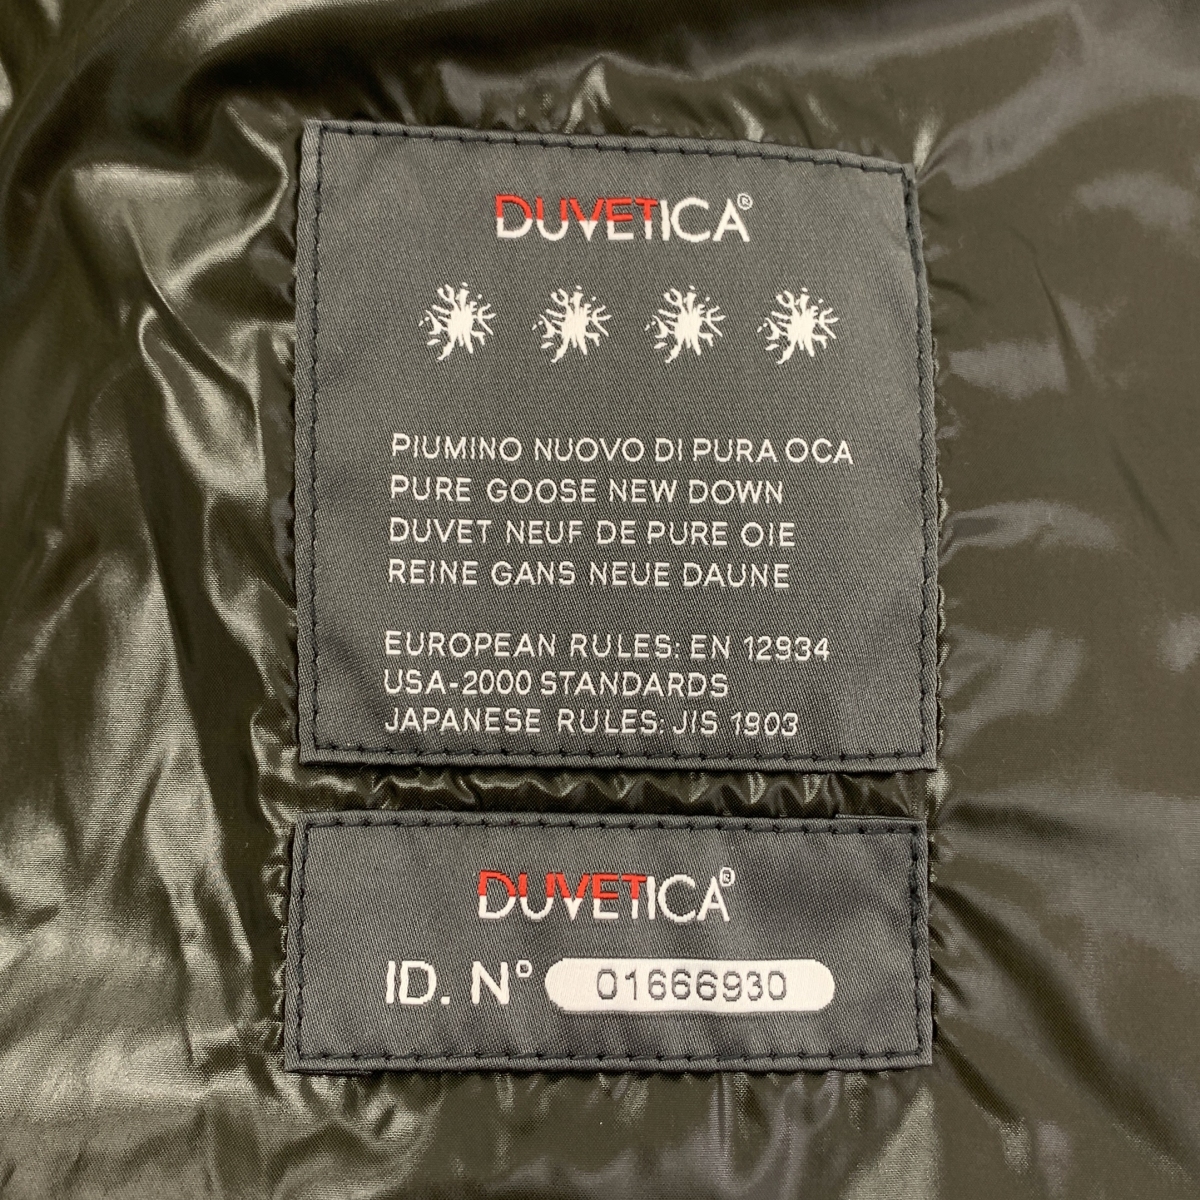 DUVETICA®
PIUMINO NUOVO DI PURA OCA
PURE GOOSE NEW DOWN
DUVET NEUF DE PURE OIE
REINE GANS NEUE DAUNE
EUROPEAN RULES: EN 12934
USA-2000 STANDARDS
JAPANESE RULES: JIS 1903
DUVETICA®
ID. N° 01666930